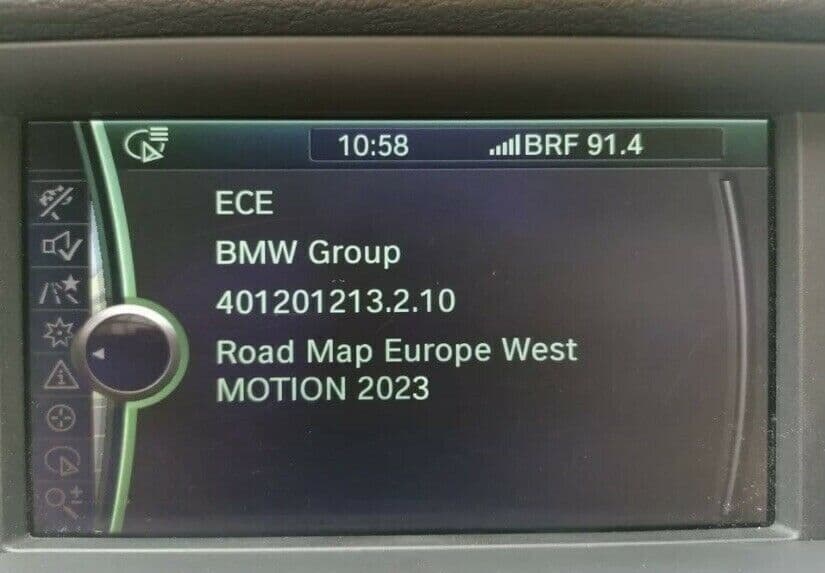 10:58 BRF 91.4
ECE
BMW Group
401201213.2.10
Road Map Europe West
MOTION 2023